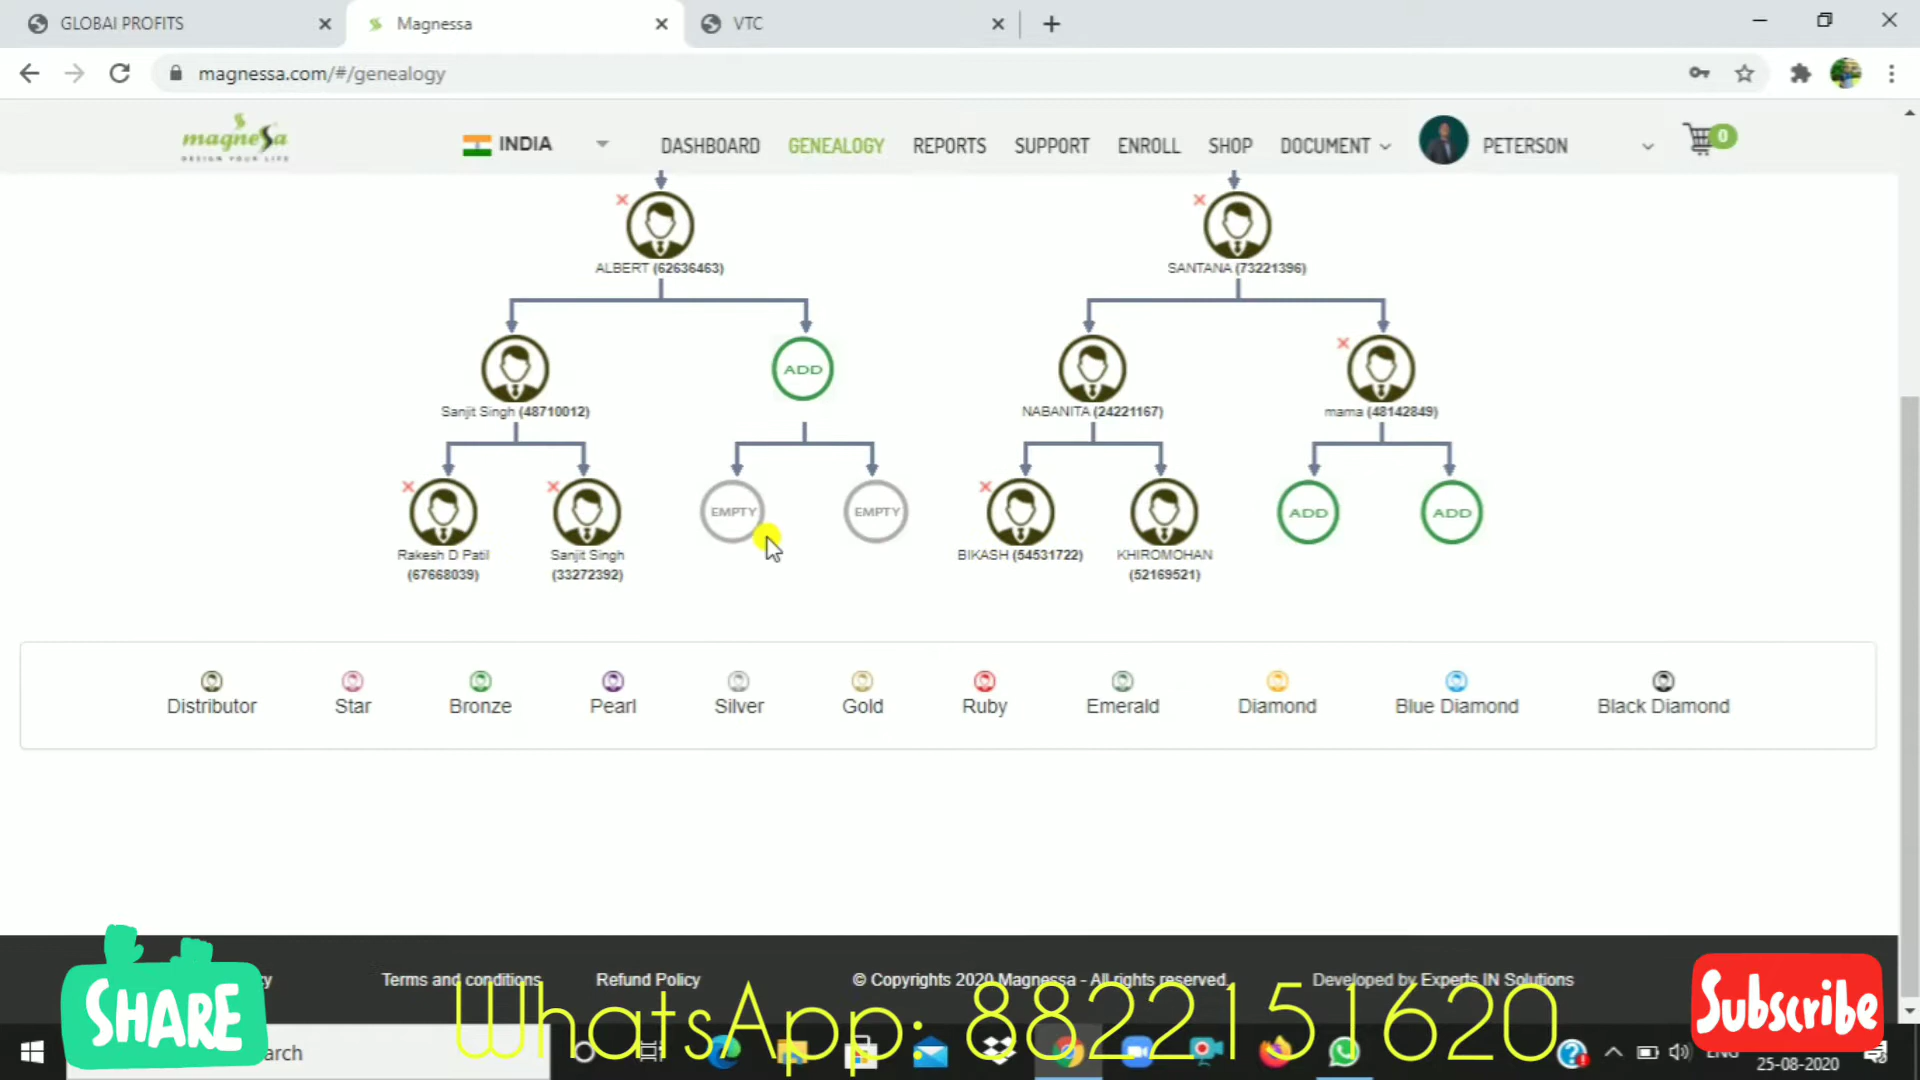 GLOBAI PROFITS
Magnessa
VTC
magnessa.com/#/genealogy
magnessa
DESIGN YOUR LIFE
INDIA
DASHBOARD
GENEALOGY
REPORTS
SUPPORT
ENROLL
SHOP
DOCUMENT
PETERSON
0
ALBERT (62636463)
SANTANA (73221396)
Sanjit Singh (48710012)
ADD
NABANITA (24221167)
mama (48142849)
Rakesh D Patil
(67668039)
Sanjit Singh
(33272392)
EMPTY
EMPTY
BIKASH (54531722)
KHIROMOHAN
(52169521)
ADD
ADD
Distributor
Star
Bronze
Pearl
Silver
Gold
Ruby
Emerald
Diamond
Blue Diamond
Black Diamond
Terms and conditions
Refund Policy
© Copyrights 2020 Magnessa - All rights reserved.
Developed by Experts IN Solutions
SHARE
WhatsApp: 8822151620
Subscribe
ENG
25-08-2020